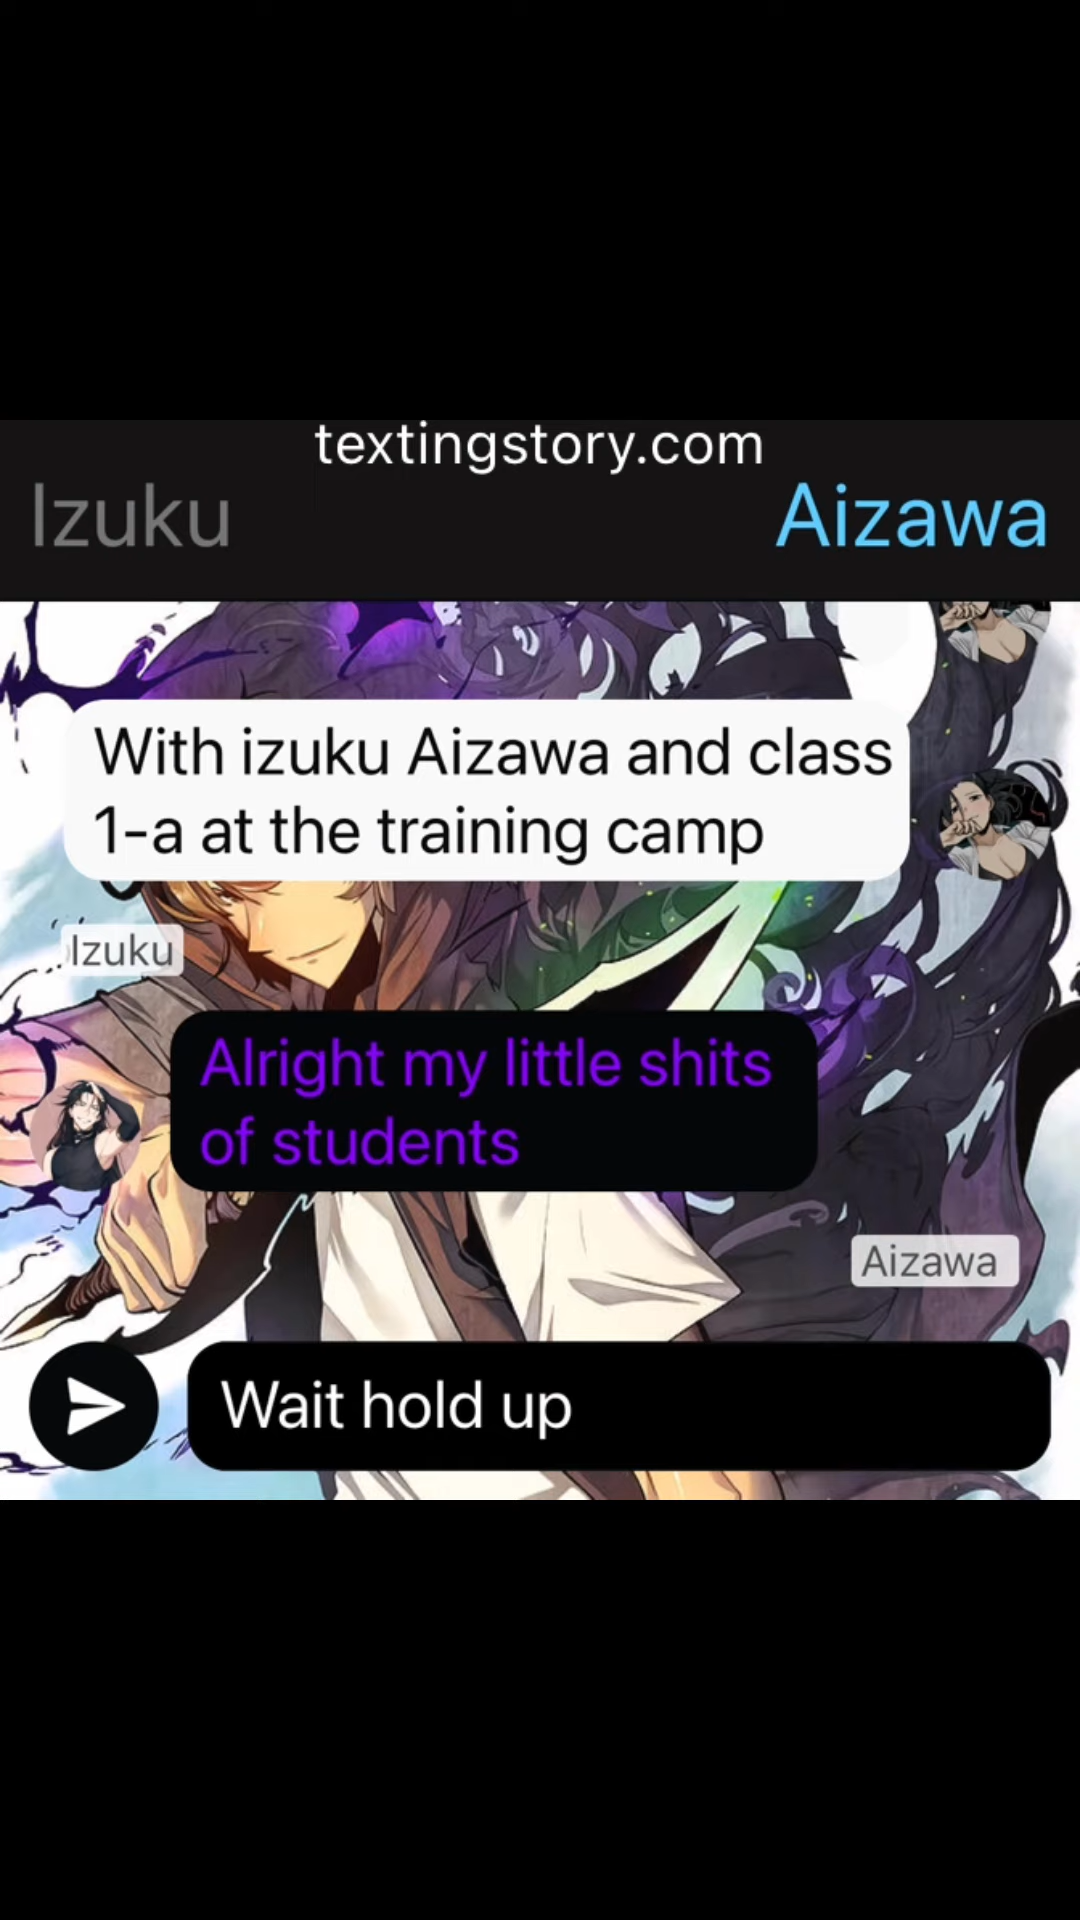 textingstory.com
Izuku
Aizawa
With izuku Aizawa and class
1-a at the training camp
Izuku
Alright my little shits
of students
Aizawa
Wait hold up